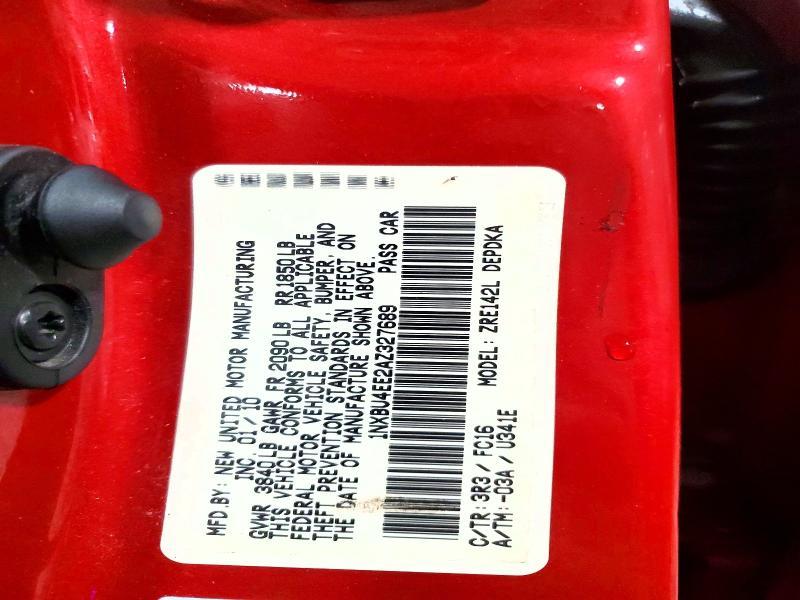 MFD.BY: NEW UNITED MOTOR MANUFACTURING
INC. 01/10
GVWR 3840LB GAWR FR 2090LB RR1850LB
THIS VEHICLE CONFORMS TO ALL APPLICABLE
FEDERAL MOTOR VEHICLE SAFETY, BUMPER, AND
THEFT PREVENTION STANDARDS IN EFFECT ON
THE DATE OF MANUFACTURE SHOWN ABOVE.
1NXBU4EE2AZ327689 PASS CAR
C/TR:3R3/FC16 MODEL: ZRE142L DEPDKA
A/TM:-03A/U341E